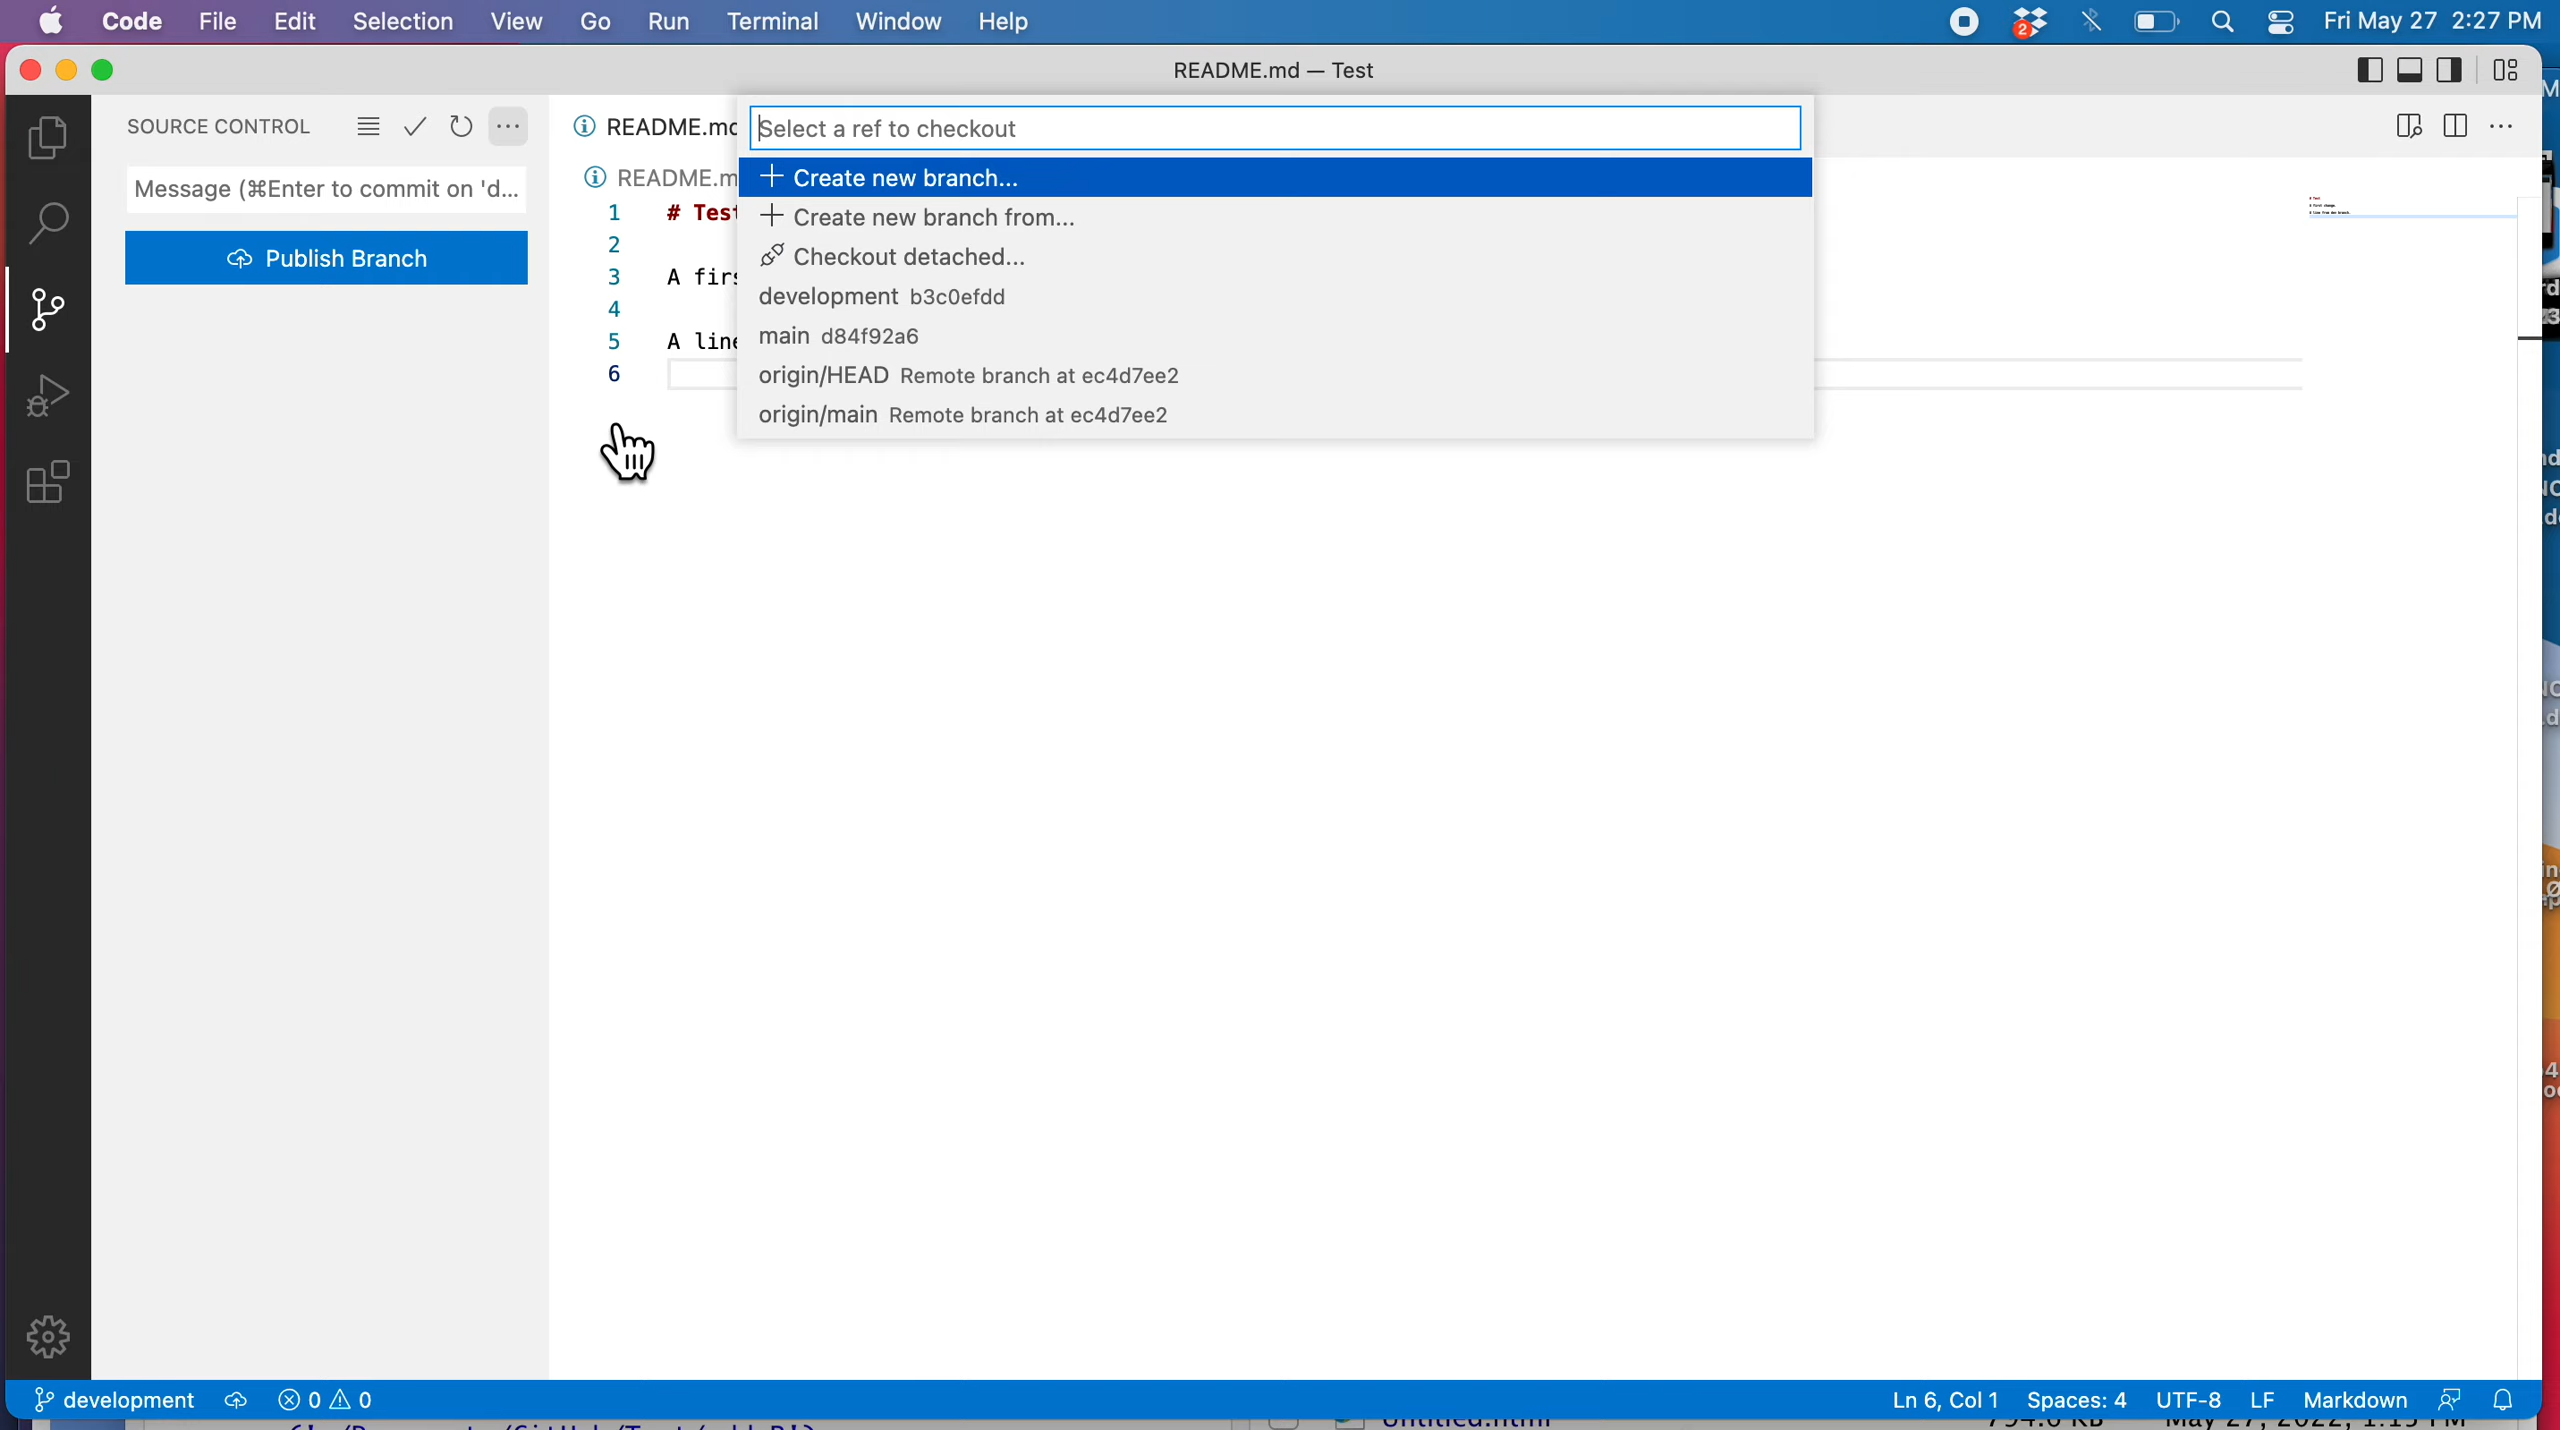 Code File Edit Selection View Go Run Terminal Window Help
2
Fri May 27 2:27 PM
README.md — Test
SOURCE CONTROL
Message (⌘Enter to commit on 'd...
Publish Branch
README.md
README.m
1 # Test
2
3 A firs
4
5 A line
6
Select a ref to checkout
Create new branch...
Create new branch from...
Checkout detached...
development b3c0efdd
main d84f92a6
origin/HEAD Remote branch at ec4d7ee2
origin/main Remote branch at ec4d7ee2
development 0 0
Ln 6, Col 1 Spaces: 4 UTF-8 LF Markdown